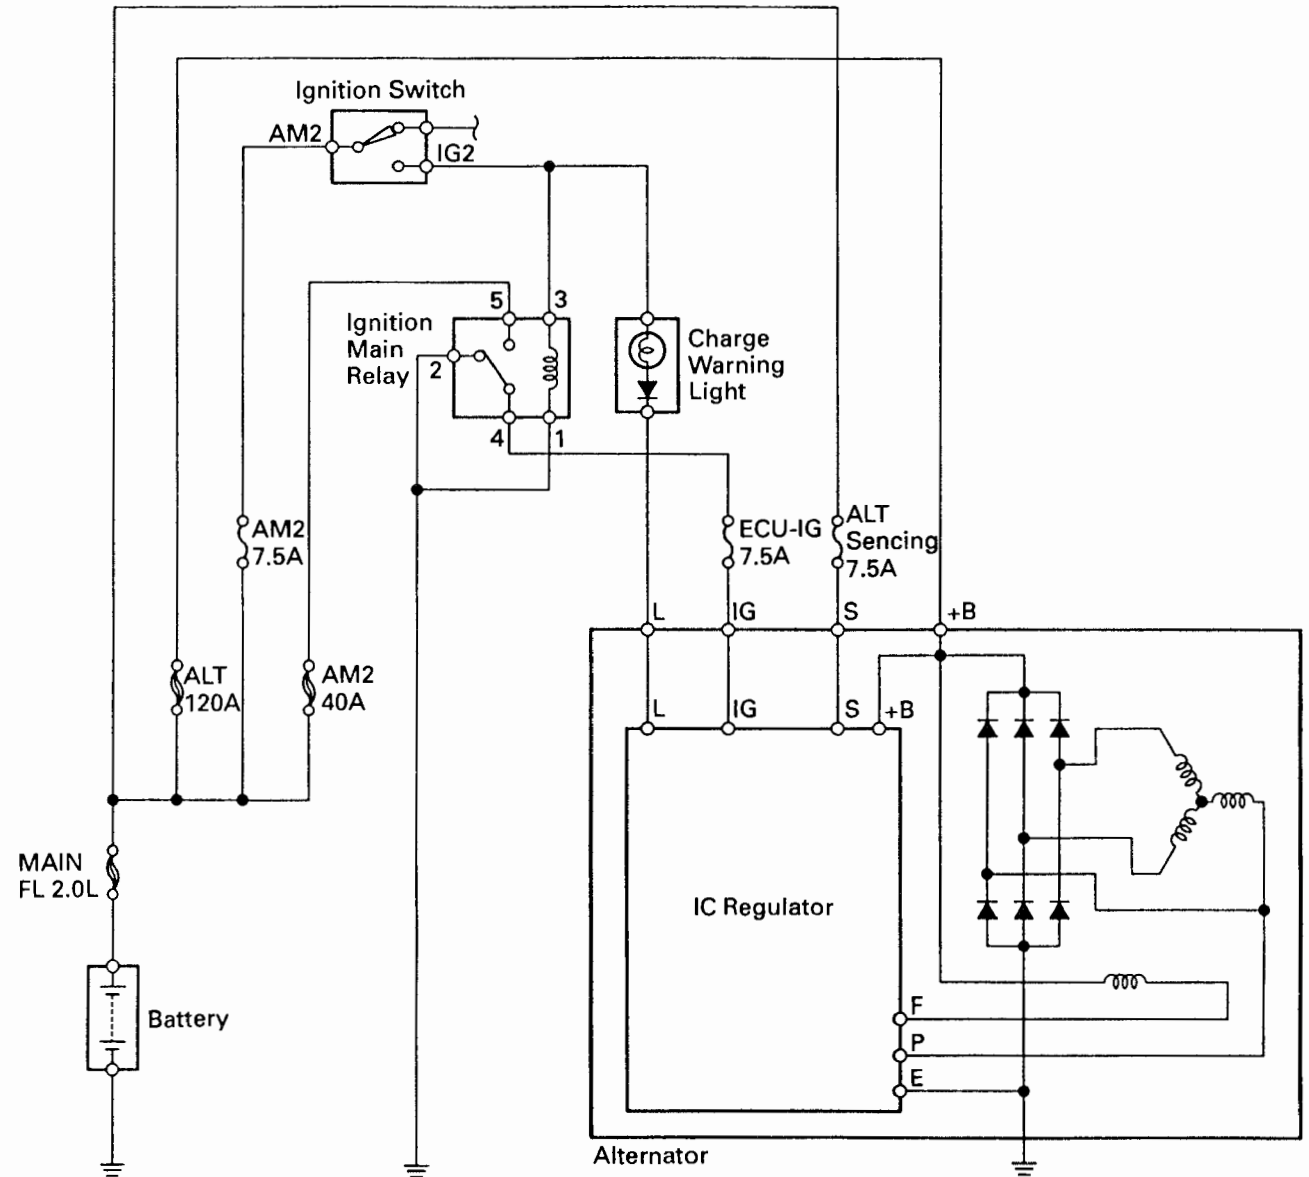 Ignition Switch
AM2
IG2
5
3
Ignition
Main
Relay
2
4
1
Charge
Warning
Light
AM2
7.5A
ECU-IG
7.5A
ALT
Sencing
7.5A
L
IG
S
+B
ALT
120A
AM2
40A
L
IG
S
+B
MAIN
FL 2.0L
IC Regulator
Battery
F
P
E
Alternator